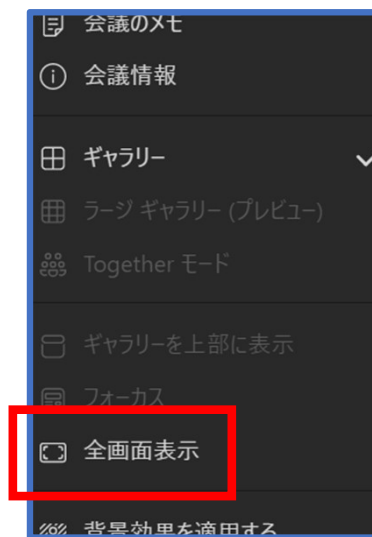 会議のメモ
会議情報
ギャラリー
ラージ ギャラリー (プレビュー)
Together モード
ギャラリーを上部に表示
フォーカス
全画面表示
背景効果を適用する